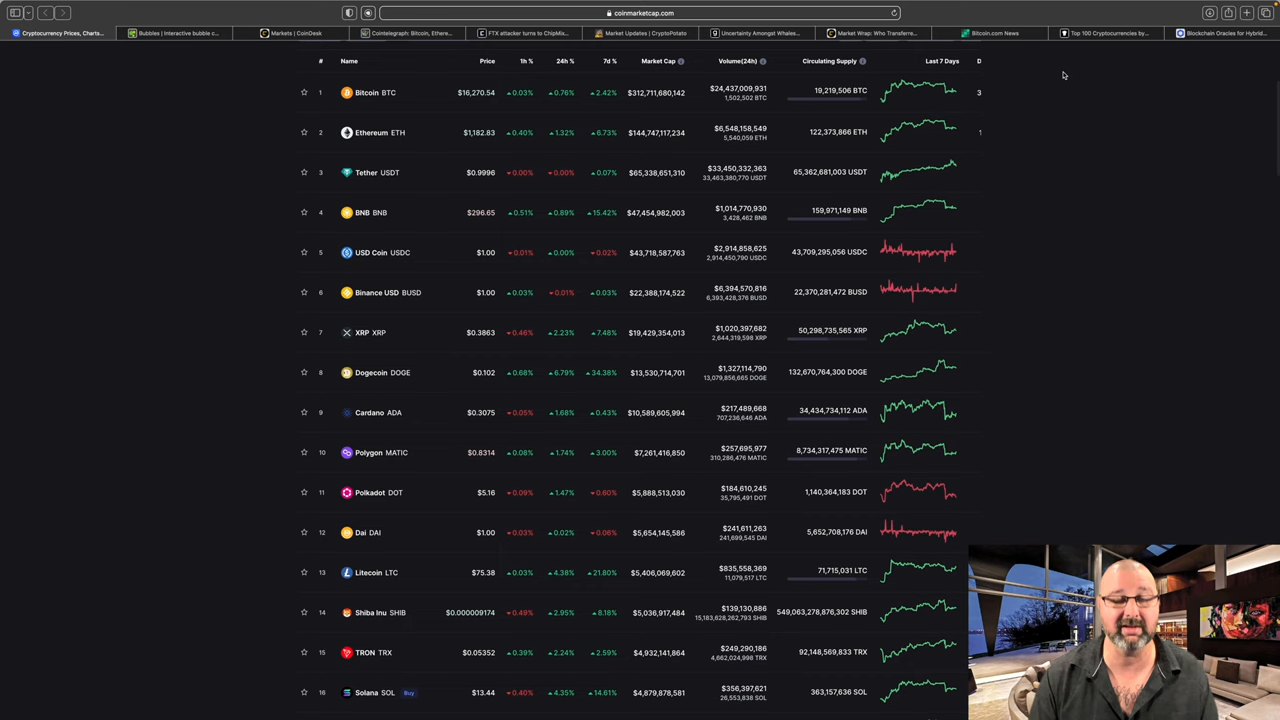 coinmarketcap.com
Cryptocurrency Prices, Charts...
Bubbles | Interactive bubble c...
Markets | CoinDesk
Cointelegraph: Bitcoin, Ethere...
FTX attacker turns to ChipMix...
Market Updates | CryptoPotato
Uncertainty Amongst Whales...
Market Wrap: Who Transferre...
Bitcoin.com News
Top 100 Cryptocurrencies by...
Blockchain Oracles for Hybrid...
# Name Price 1h % 24h % 7d % Market Cap Volume(24h) Circulating Supply Last 7 Days D
1 Bitcoin BTC $16,270.54 0.03% 0.76% 2.42% $312,711,680,142 $24,437,009,931 19,219,506 BTC 3
1,502,502 BTC
2 Ethereum ETH $1,182.83 0.40% 1.32% 6.73% $144,747,117,234 $6,548,158,549 122,373,866 ETH 1
5,540,059 ETH
3 Tether USDT $0.9996 0.00% 0.00% 0.07% $65,338,651,310 $33,450,332,363 65,362,681,003 USDT
33,463,380,770 USDT
4 BNB BNB $296.65 0.51% 0.89% 15.42% $47,454,982,003 $1,014,770,930 159,971,149 BNB
3,428,462 BNB
5 USD Coin USDC $1.00 0.01% 0.00% 0.02% $43,718,587,763 $2,914,858,625 43,709,295,056 USDC
2,914,450,790 USDC
6 Binance USD BUSD $1.00 0.03% 0.01% 0.03% $22,388,174,522 $6,394,570,816 22,370,281,472 BUSD
6,393,428,376 BUSD
7 XRP XRP $0.3863 0.46% 2.23% 7.48% $19,429,354,013 $1,020,397,682 50,298,735,565 XRP
2,644,319,598 XRP
8 Dogecoin DOGE $0.102 0.68% 6.79% 34.38% $13,530,714,701 $1,327,114,790 132,670,764,300 DOGE
13,079,856,665 DOGE
9 Cardano ADA $0.3075 0.05% 1.68% 0.43% $10,589,605,994 $217,489,668 34,434,734,112 ADA
707,236,646 ADA
10 Polygon MATIC $0.8314 0.08% 1.74% 3.00% $7,261,416,850 $257,695,977 8,734,317,475 MATIC
310,286,476 MATIC
11 Polkadot DOT $5.16 0.09% 1.47% 0.60% $5,888,513,030 $184,610,245 1,140,364,183 DOT
35,795,491 DOT
12 Dai DAI $1.00 0.03% 0.02% 0.06% $5,654,145,586 $241,611,263 5,652,708,176 DAI
241,699,545 DAI
13 Litecoin LTC $75.38 0.03% 4.38% 21.80% $5,406,069,602 $835,558,369 71,715,031 LTC
11,079,517 LTC
14 Shiba Inu SHIB $0.000009174 0.49% 2.95% 8.18% $5,036,917,484 $139,130,886 549,063,278,876,302 SHIB
15,183,628,262,793 SHIB
15 TRON TRX $0.05352 0.39% 2.24% 2.59% $4,932,141,864 $249,290,186 92,148,569,833 TRX
4,662,024,998 TRX
16 Solana SOL Buy $13.44 0.40% 4.35% 14.61% $4,879,878,581 $356,397,621 363,157,636 SOL
26,553,838 SOL